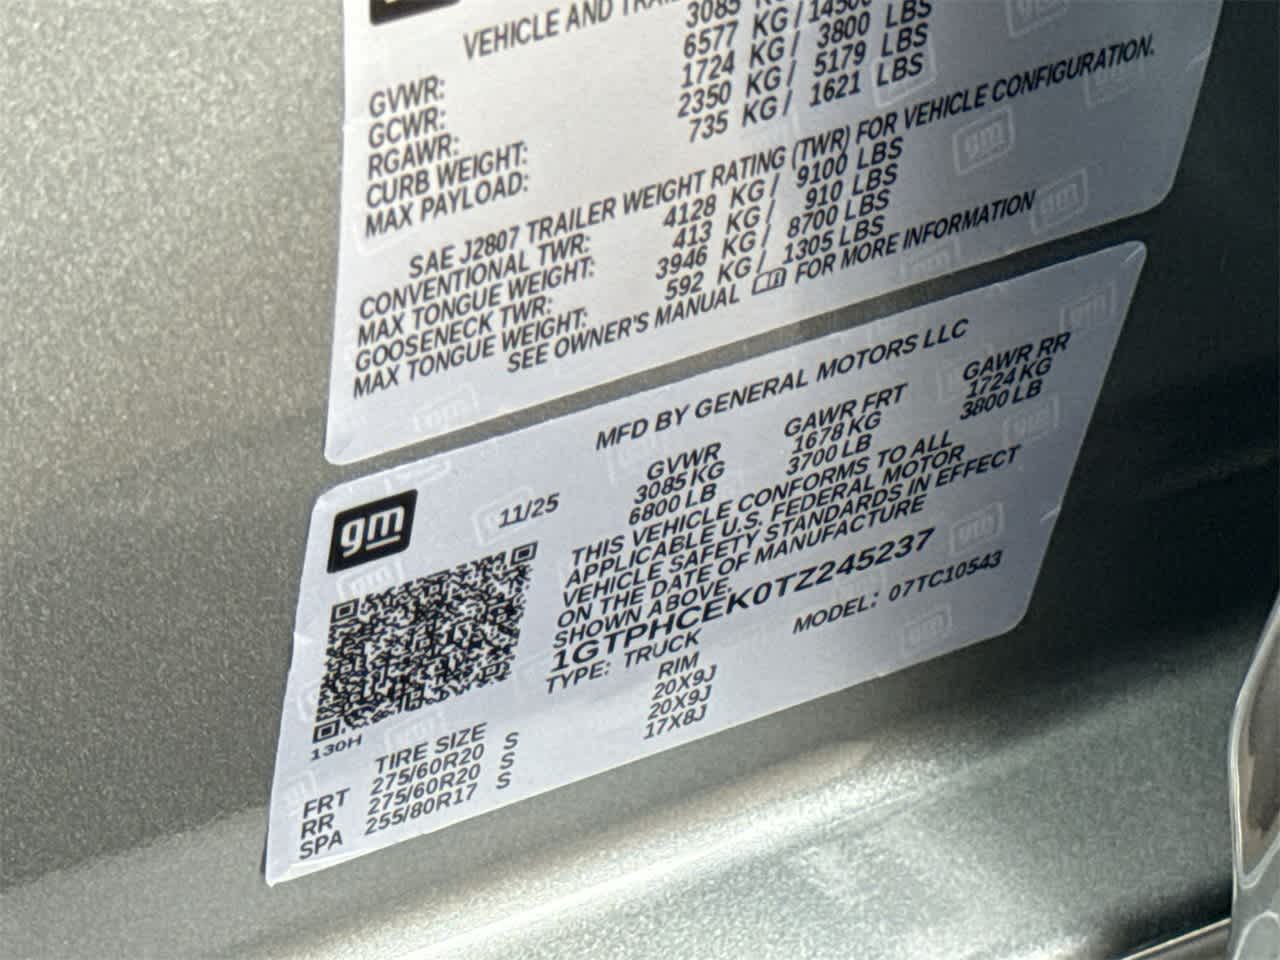 VEHICLE AND
GVWR: 3085
GCWR: 6577 KG / 14500
RGAWR: 1724 KG / 3800 LBS
CURB WEIGHT: 2350 KG / 5179 LBS
MAX PAYLOAD: 735 KG / 1621 LBS
SAE J2807 TRAILER WEIGHT RATING (TWR) FOR VEHICLE CONFIGURATION.
CONVENTIONAL TWR: 4128 KG / 9100 LBS
MAX TONGUE WEIGHT: 413 KG / 910 LBS
GOOSENECK TWR: 3946 KG / 8700 LBS
MAX TONGUE WEIGHT: 592 KG / 1305 LBS
SEE OWNER'S MANUAL FOR MORE INFORMATION
gm
MFD BY GENERAL MOTORS LLC
11/25
GVWR GAWR FRT GAWR RR
3085 KG 1678 KG 1724 KG
6800 LB 3700 LB 3800 LB
THIS VEHICLE CONFORMS TO ALL
APPLICABLE U.S. FEDERAL MOTOR
VEHICLE SAFETY STANDARDS IN EFFECT
ON THE DATE OF MANUFACTURE
SHOWN ABOVE.
1GTPHCEK0TZ245237
TYPE: TRUCK MODEL: 07TC10543
130H
TIRE SIZE RIM
FRT 275/60R20 S 20X9J
RR 275/60R20 S 20X9J
SPA 255/80R17 S 17X8J